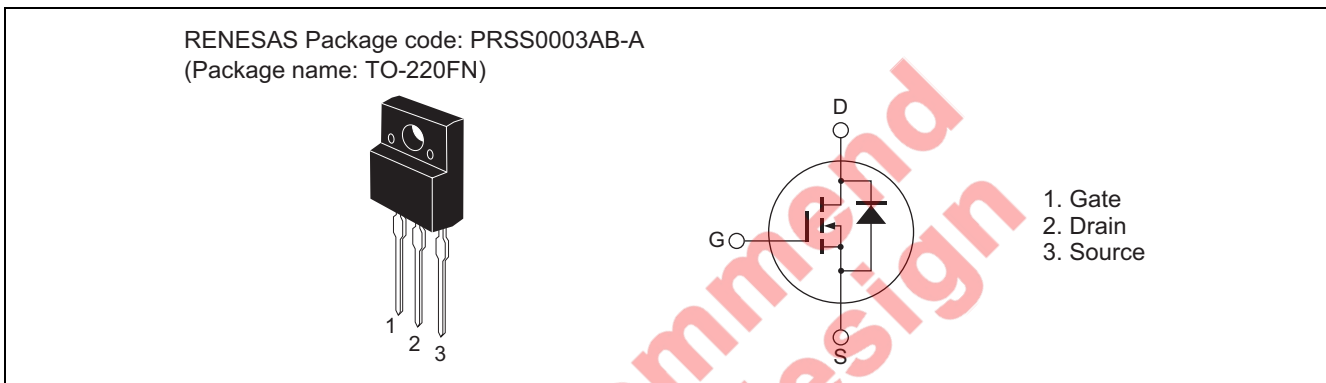 RENESAS Package code: PRSS0003AB-A
(Package name: TO-220FN)
1
2
3
D
G
S
1. Gate
2. Drain
3. Source